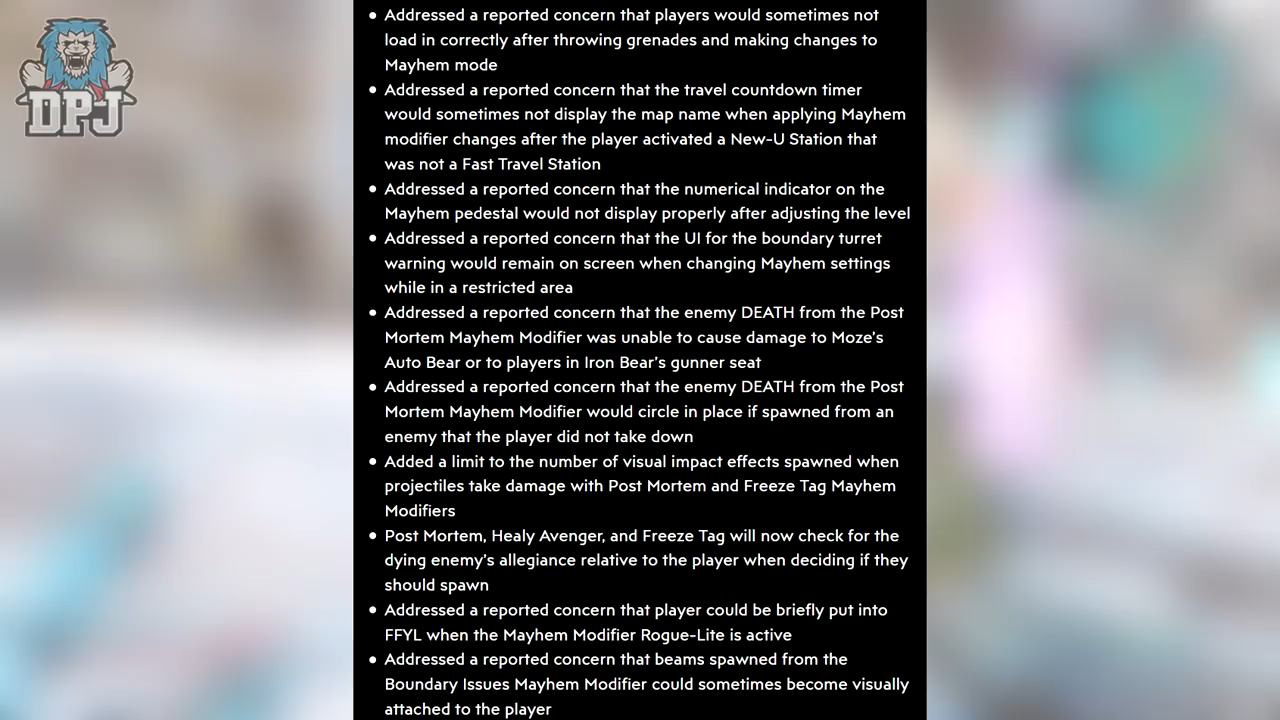 DPJ
• Addressed a reported concern that players would sometimes not
load in correctly after throwing grenades and making changes to
Mayhem mode
• Addressed a reported concern that the travel countdown timer
would sometimes not display the map name when applying Mayhem
modifier changes after the player activated a New-U Station that
was not a Fast Travel Station
• Addressed a reported concern that the numerical indicator on the
Mayhem pedestal would not display properly after adjusting the level
• Addressed a reported concern that the UI for the boundary turret
warning would remain on screen when changing Mayhem settings
while in a restricted area
• Addressed a reported concern that the enemy DEATH from the Post
Mortem Mayhem Modifier was unable to cause damage to Moze’s
Auto Bear or to players in Iron Bear’s gunner seat
• Addressed a reported concern that the enemy DEATH from the Post
Mortem Mayhem Modifier would circle in place if spawned from an
enemy that the player did not take down
• Added a limit to the number of visual impact effects spawned when
projectiles take damage with Post Mortem and Freeze Tag Mayhem
Modifiers
• Post Mortem, Healy Avenger, and Freeze Tag will now check for the
dying enemy’s allegiance relative to the player when deciding if they
should spawn
• Addressed a reported concern that player could be briefly put into
FFYL when the Mayhem Modifier Rogue-Lite is active
• Addressed a reported concern that beams spawned from the
Boundary Issues Mayhem Modifier could sometimes become visually
attached to the player